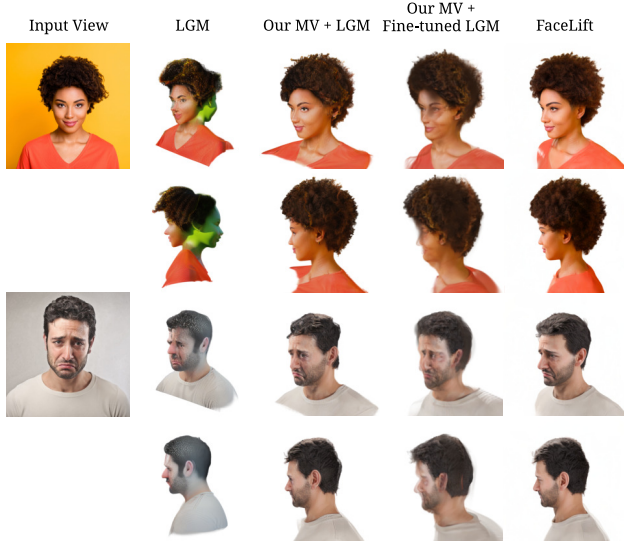 Input View
LGM
Our MV + LGM
Our MV +
Fine-tuned LGM
FaceLift